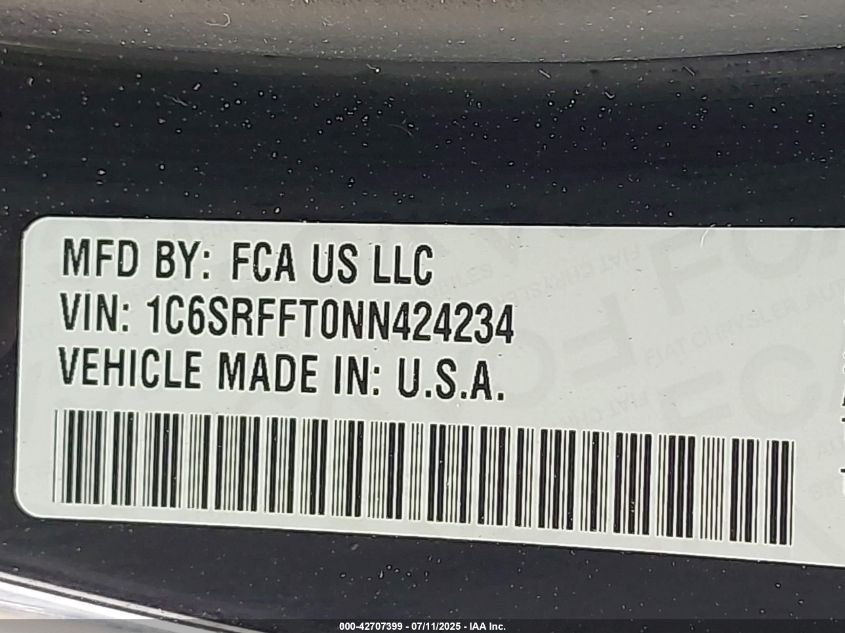 MFD BY: FCA US LLC
VIN: 1C6SRFFT0NN424234
VEHICLE MADE IN: U.S.A.
000-42707399 - 07/11/2025 - IAA Inc.